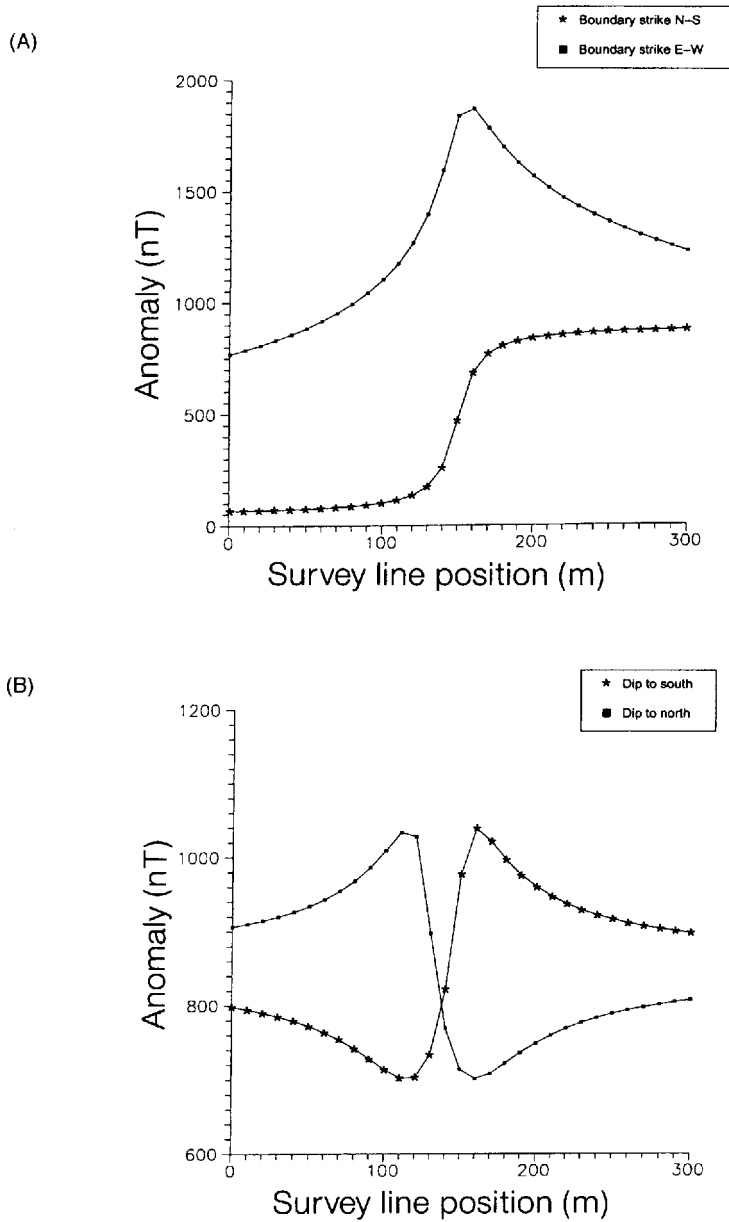 (A)
★ Boundary strike N–S
■ Boundary strike E–W
2000
1500
1000
500
0
Anomaly (nT)
0
100
200
300
Survey line position (m)
(B)
★ Dip to south
■ Dip to north
1200
1000
800
600
Anomaly (nT)
0
100
200
300
Survey line position (m)